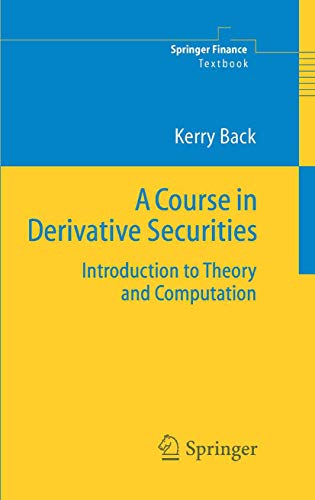 Springer Finance
Textbook
Kerry Back
A Course in
Derivative Securities
Introduction to Theory
and Computation
Springer